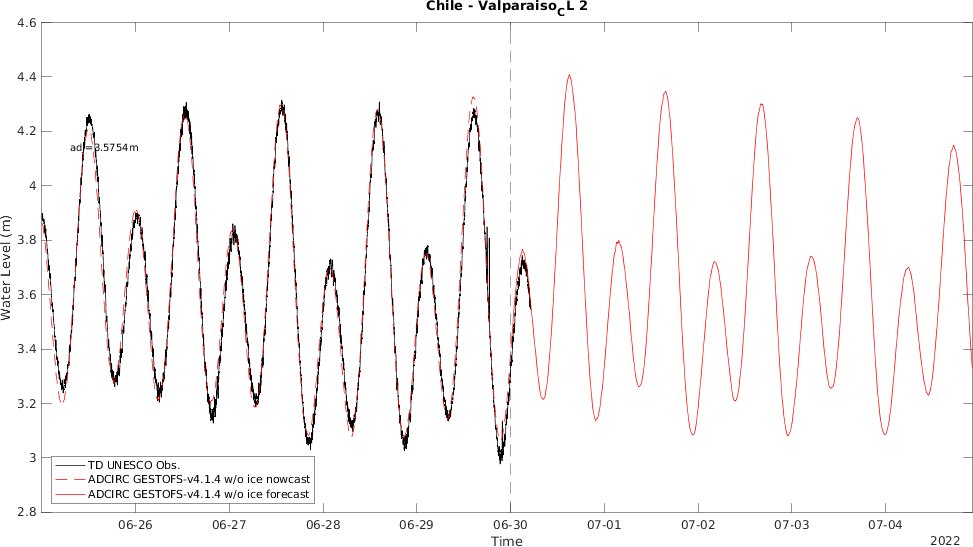 Chile - Valparaiso_CL 2
4.6
4.4
4.2
4
3.8
3.6
3.4
3.2
3
2.8
Water Level (m)
adj=3.5754m
TD UNESCO Obs.
ADCIRC GESTOFS-v4.1.4 w/o ice nowcast
ADCIRC GESTOFS-v4.1.4 w/o ice forecast
06-26 06-27 06-28 06-29 06-30 07-01 07-02 07-03 07-04
Time
2022